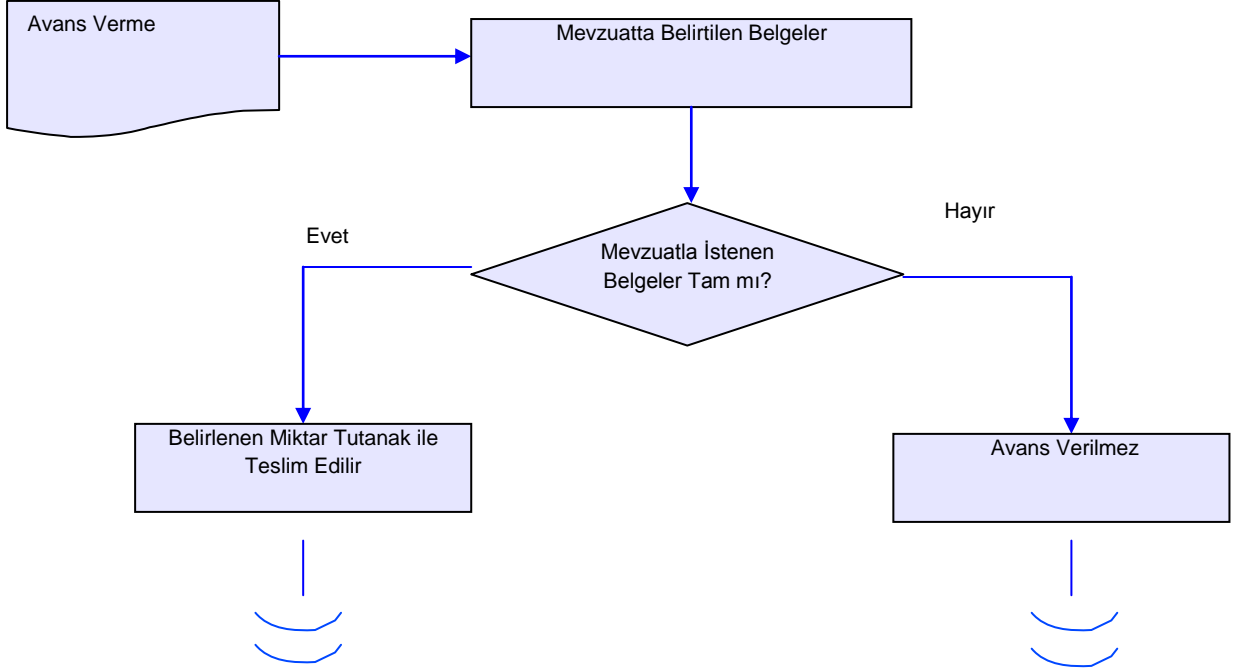 Avans Verme
Mevzuatta Belirtilen Belgeler
Hayır
Evet
Mevzuatla İstenen
Belgeler Tam mı?
Belirlenen Miktar Tutanak ile
Teslim Edilir
Avans Verilmez